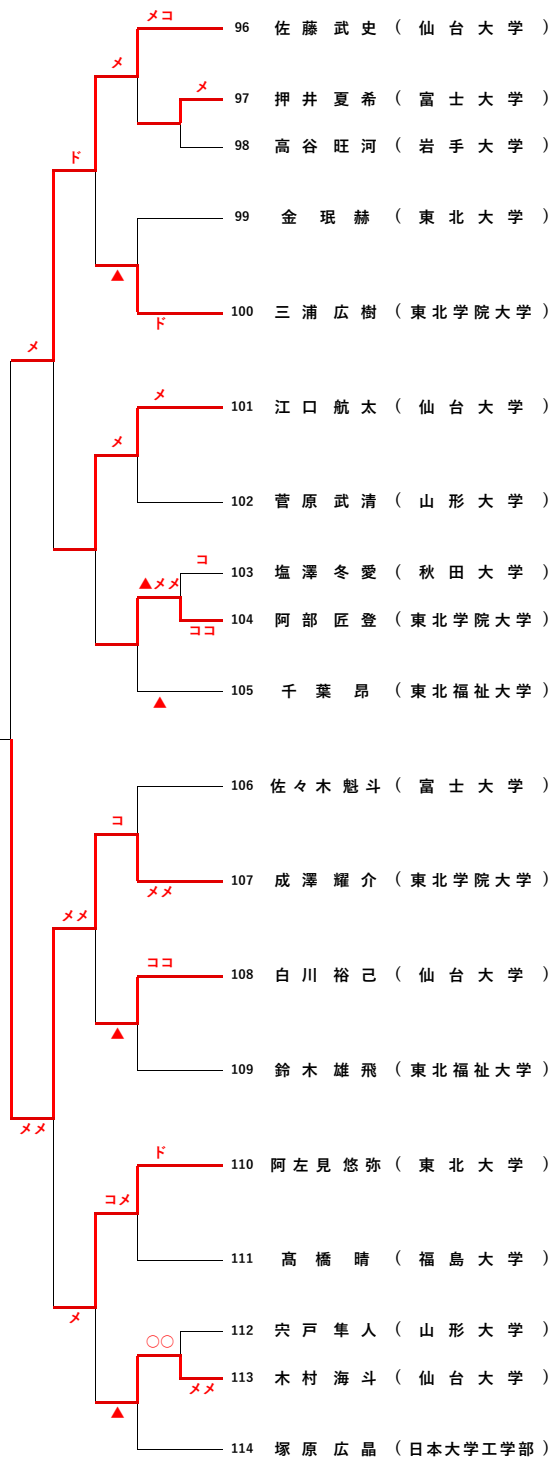 メコ
96 佐藤武史 (仙台大学)
メ
メ
97 押井夏希 (富士大学)
98 高谷旺河 (岩手大学)
ド
99 金珉赫 (東北大学)
▲
100 三浦広樹 (東北学院大学)
ド
メ
メ
101 江口航太 (仙台大学)
メ
102 菅原武清 (山形大学)
コ
103 塩澤冬愛 (秋田大学)
▲メメ
104 阿部匠登 (東北学院大学)
ココ
105 千葉昂 (東北福祉大学)
▲
106 佐々木魁斗 (富士大学)
コ
107 成澤耀介 (東北学院大学)
メメ
メメ
ココ
108 白川裕己 (仙台大学)
▲
109 鈴木雄飛 (東北福祉大学)
メメ
ド
110 阿左見悠弥 (東北大学)
コメ
111 髙橋晴 (福島大学)
メ
112 宍戸隼人 (山形大学)
○○
113 木村海斗 (仙台大学)
メメ
▲
114 塚原広晶 (日本大学工学部)